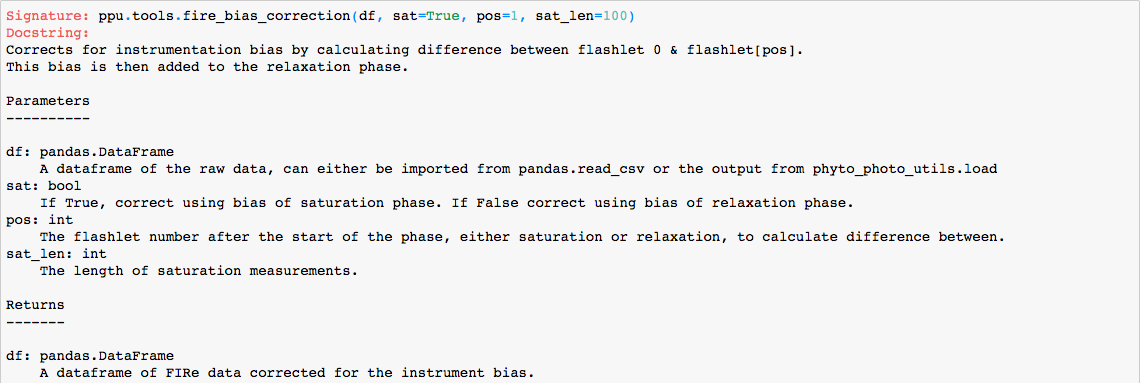 Signature: ppu.tools.fire_bias_correction(df, sat=True, pos=1, sat_len=100)
Docstring:
Corrects for instrumentation bias by calculating difference between flashlet 0 & flashlet[pos].
This bias is then added to the relaxation phase.
Parameters
----------
df: pandas.DataFrame
A dataframe of the raw data, can either be imported from pandas.read_csv or the output from phyto_photo_utils.load
sat: bool
If True, correct using bias of saturation phase. If False correct using bias of relaxation phase.
pos: int
The flashlet number after the start of the phase, either saturation or relaxation, to calculate difference between.
sat_len: int
The length of saturation measurements.
Returns
-------
df: pandas.DataFrame
A dataframe of FIRe data corrected for the instrument bias.